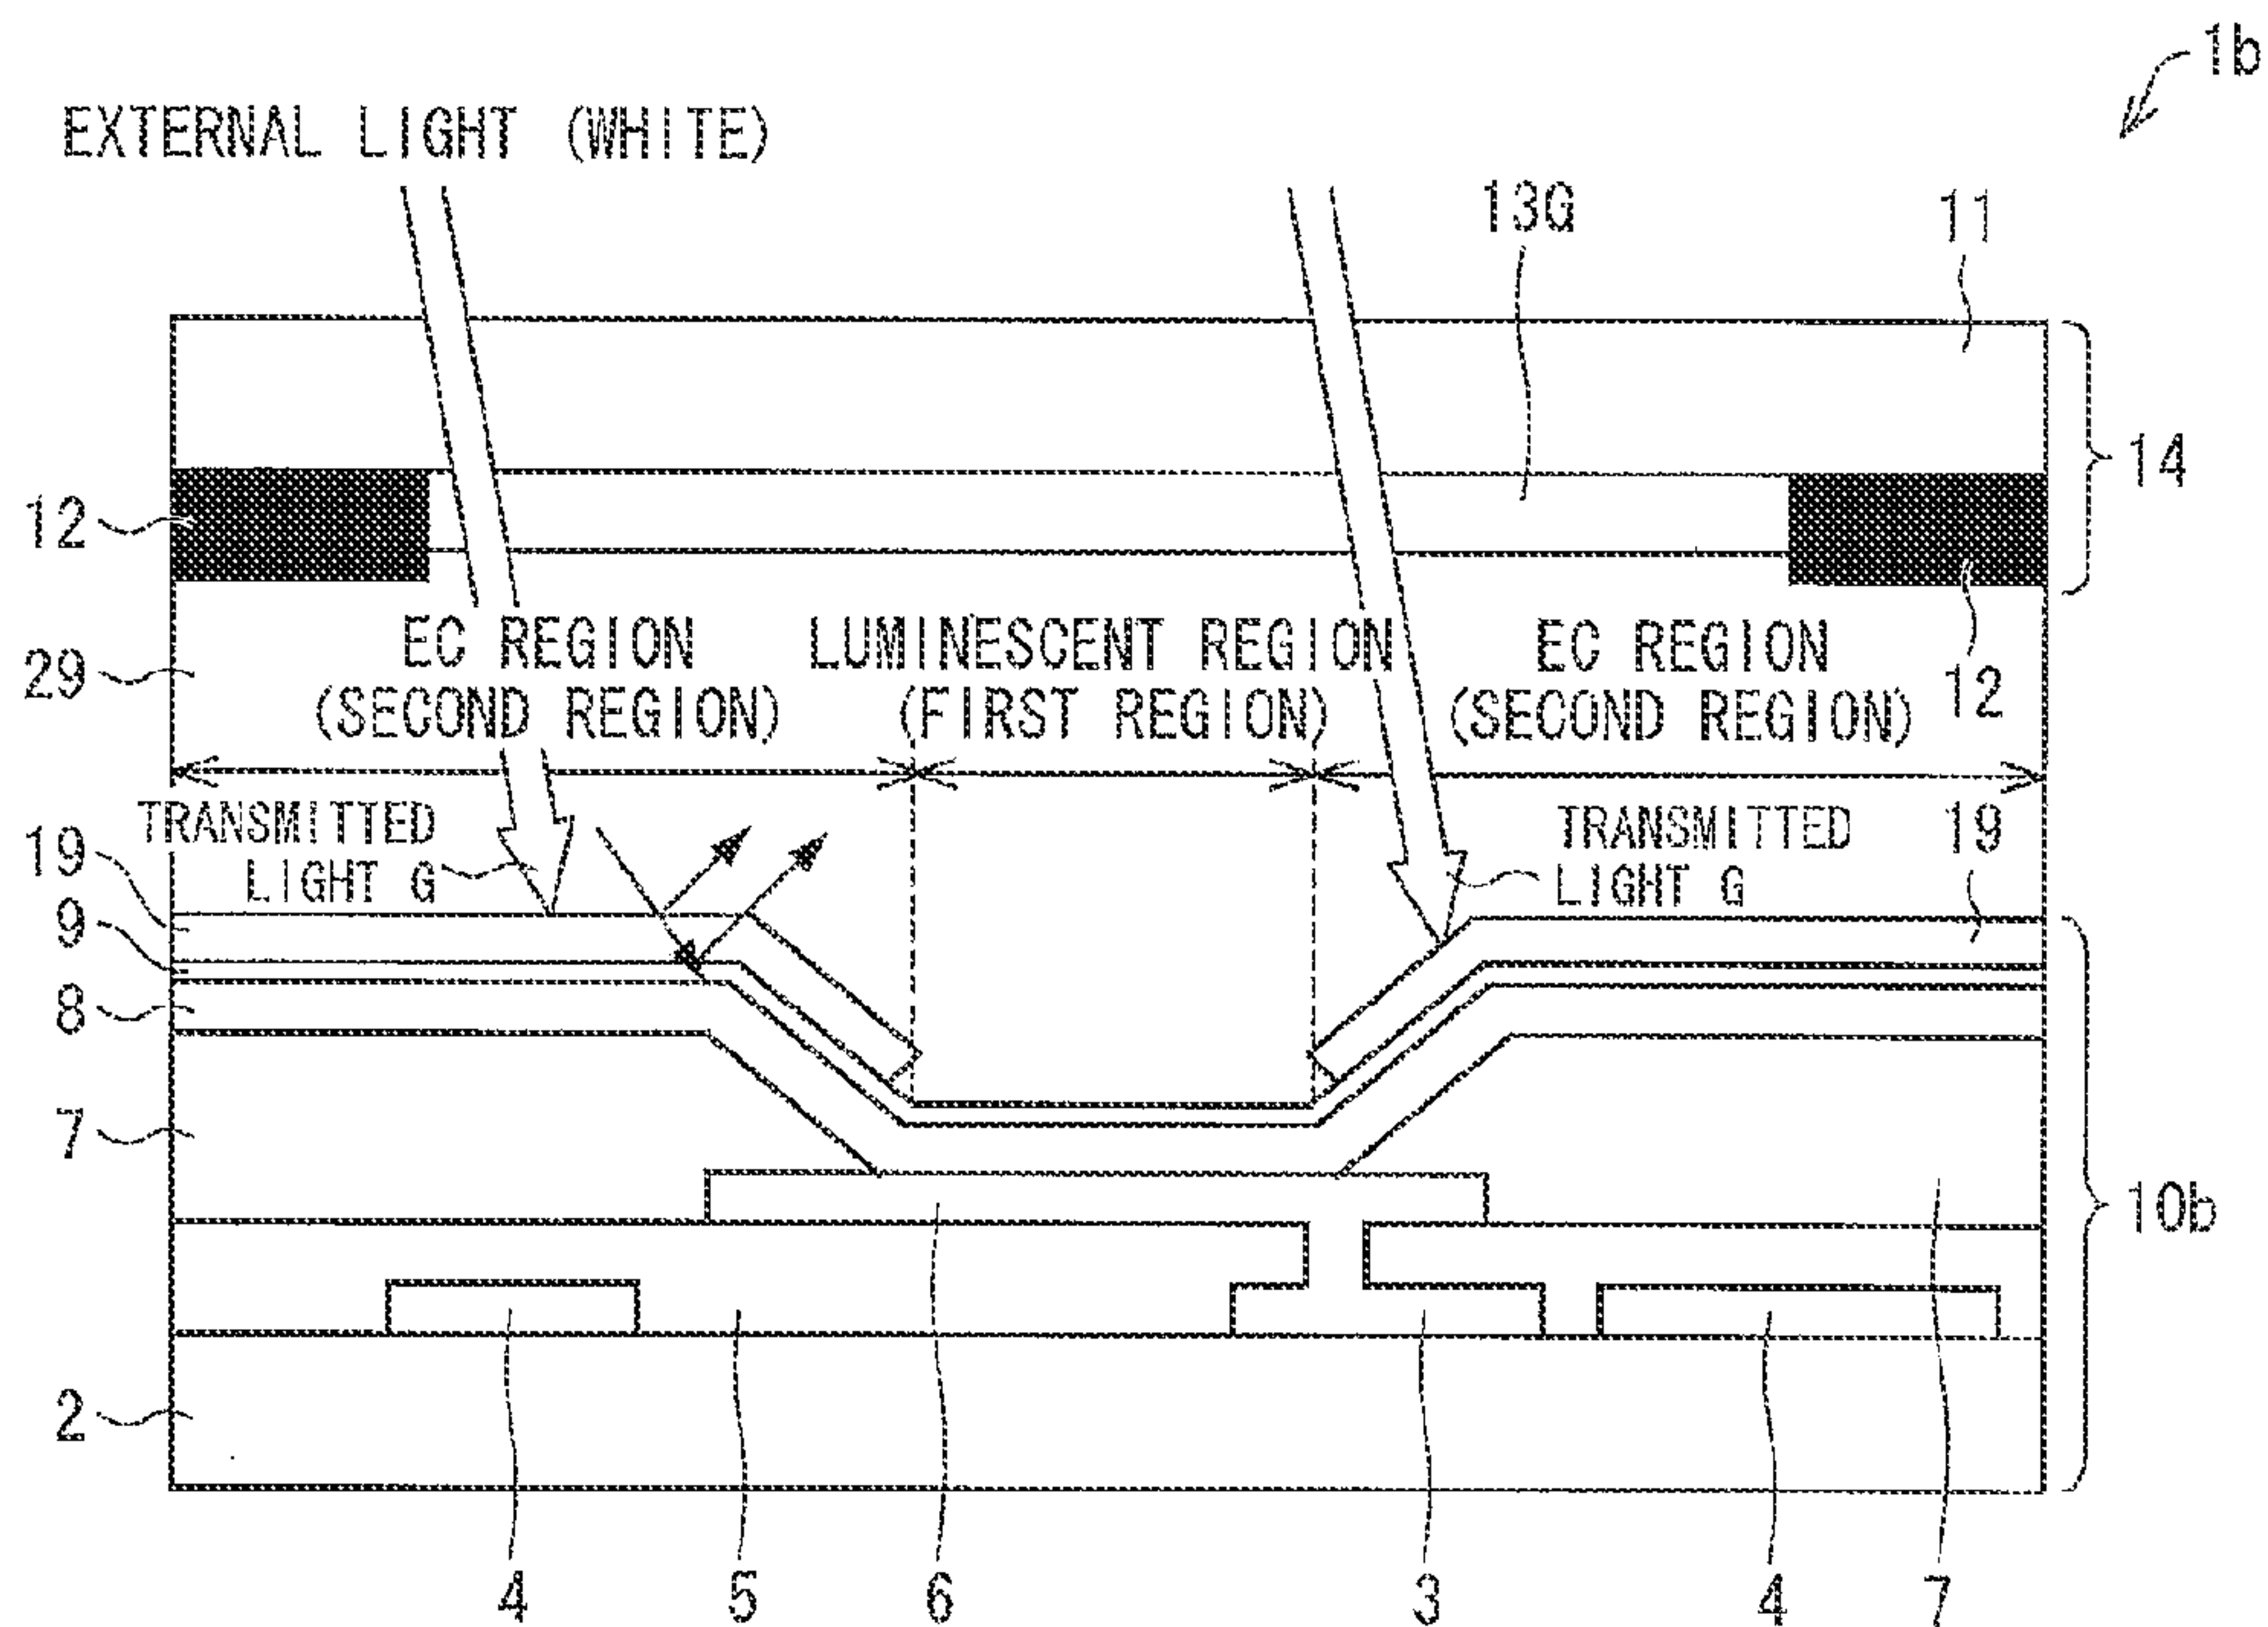 1b
EXTERNAL LIGHT (WHITE)
13G
11
14
12
EC REGION
(SECOND REGION)
LUMINESCENT REGION
(FIRST REGION)
EC REGION
(SECOND REGION)
12
29
TRANSMITTED
LIGHT G
TRANSMITTED
LIGHT G
19
19
9
8
7
10b
2
4
5
6
3
4
7